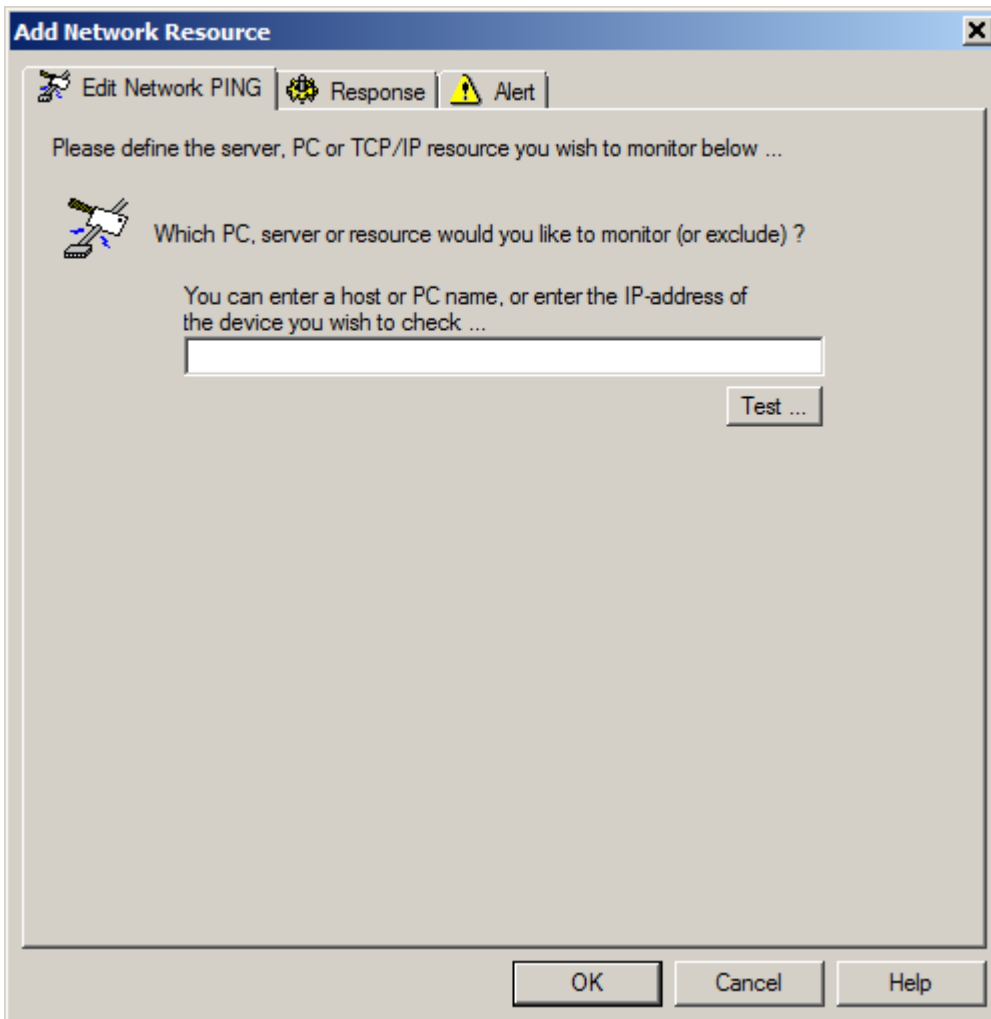 Add Network Resource
Edit Network PING Response Alert
Please define the server, PC or TCP/IP resource you wish to monitor below ...
Which PC, server or resource would you like to monitor (or exclude) ?
You can enter a host or PC name, or enter the IP-address of
the device you wish to check ...
Test ...
OK Cancel Help